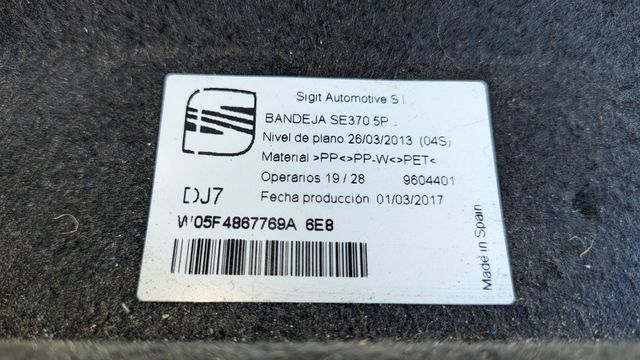 Sigit Automotive S l
BANDEJA SE370 5P
Nivel de plano 26/03/2013 (04S)
Material >PP<>PP-W<>PET<
Operarios 19 / 28 9604401
DJ7 Fecha producción 01/03/2017
W05F4867769A 6E8
Made in Spain